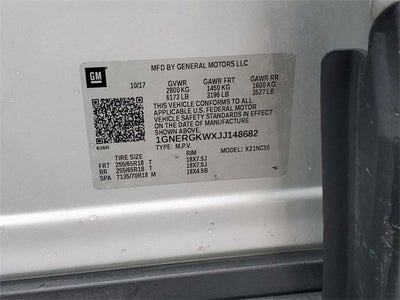 GM
MFD BY GENERAL MOTORS LLC
10/17 GVWR GAWR FRT GAWR RR
2800 KG 1450 KG 1600 KG
6173 LB 3196 LB 3527 LB
THIS VEHICLE CONFORMS TO ALL
APPLICABLE U.S. FEDERAL MOTOR
VEHICLE SAFETY STANDARDS IN EFFECT
ON THE DATE OF MANUFACTURE
SHOWN ABOVE.
1GNERGKWXJJ148682
636R TYPE: M.P.V. MODEL: X21NC56
TIRE SIZE RIM
FRT 255/65R18 T 18X7.5J
RR 255/65R18 T 18X7.5J
SPA T135/70R18 M 18X4.5B